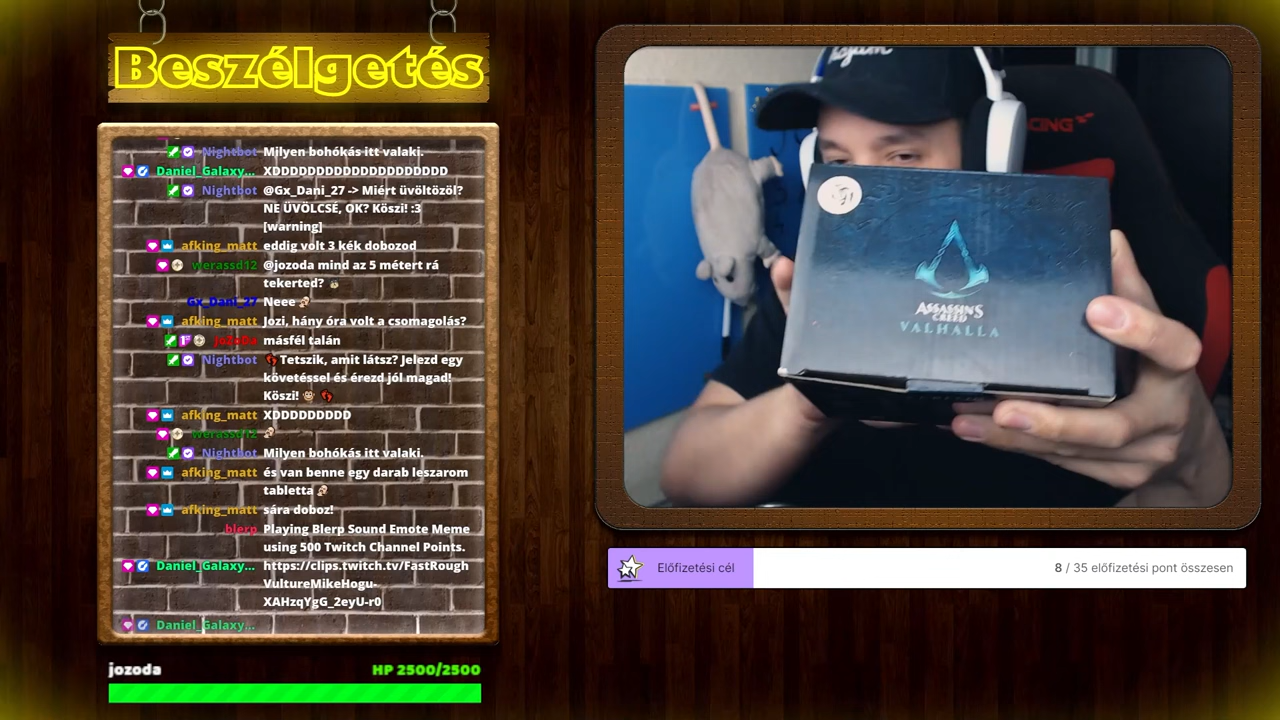 Beszélgetés
Nightbot Milyen bohókás itt valaki.
Daniel_Galaxy... XDDDDDDDDDDDDDDDDDDDDD
Nightbot @Gx_Dani_27 -> Miért üvöltözöl?
NE ÜVÖLCSÉ, OK? Köszi! :3
[warning]
afking_matt eddig volt 3 kék dobozod
werassd12 @jozoda mind az 5 métert rá
tekerted?
Gx_Dani_27 Neee
afking_matt Jozi, hány óra volt a csomagolás?
JoZoDa másfél talán
Nightbot Tetszik, amit látsz? Jelezd egy
követéssel és érezd jól magad!
Köszi!
afking_matt XDDDDDDDDD
werassd12
Nightbot Milyen bohókás itt valaki.
afking_matt és van benne egy darab leszarom
tabletta
afking_matt sára doboz!
blerp Playing Blerp Sound Emote Meme
using 500 Twitch Channel Points.
Daniel_Galaxy... https://clips.twitch.tv/FastRough
VultureMikeHogu-
XAHzqYgG_2eyU-r0
Daniel_Galaxy...
jozoda HP 2500/2500
ASSASSIN'S
CREED
VALHALLA
Előfizetési cél 8 / 35 előfizetési pont összesen